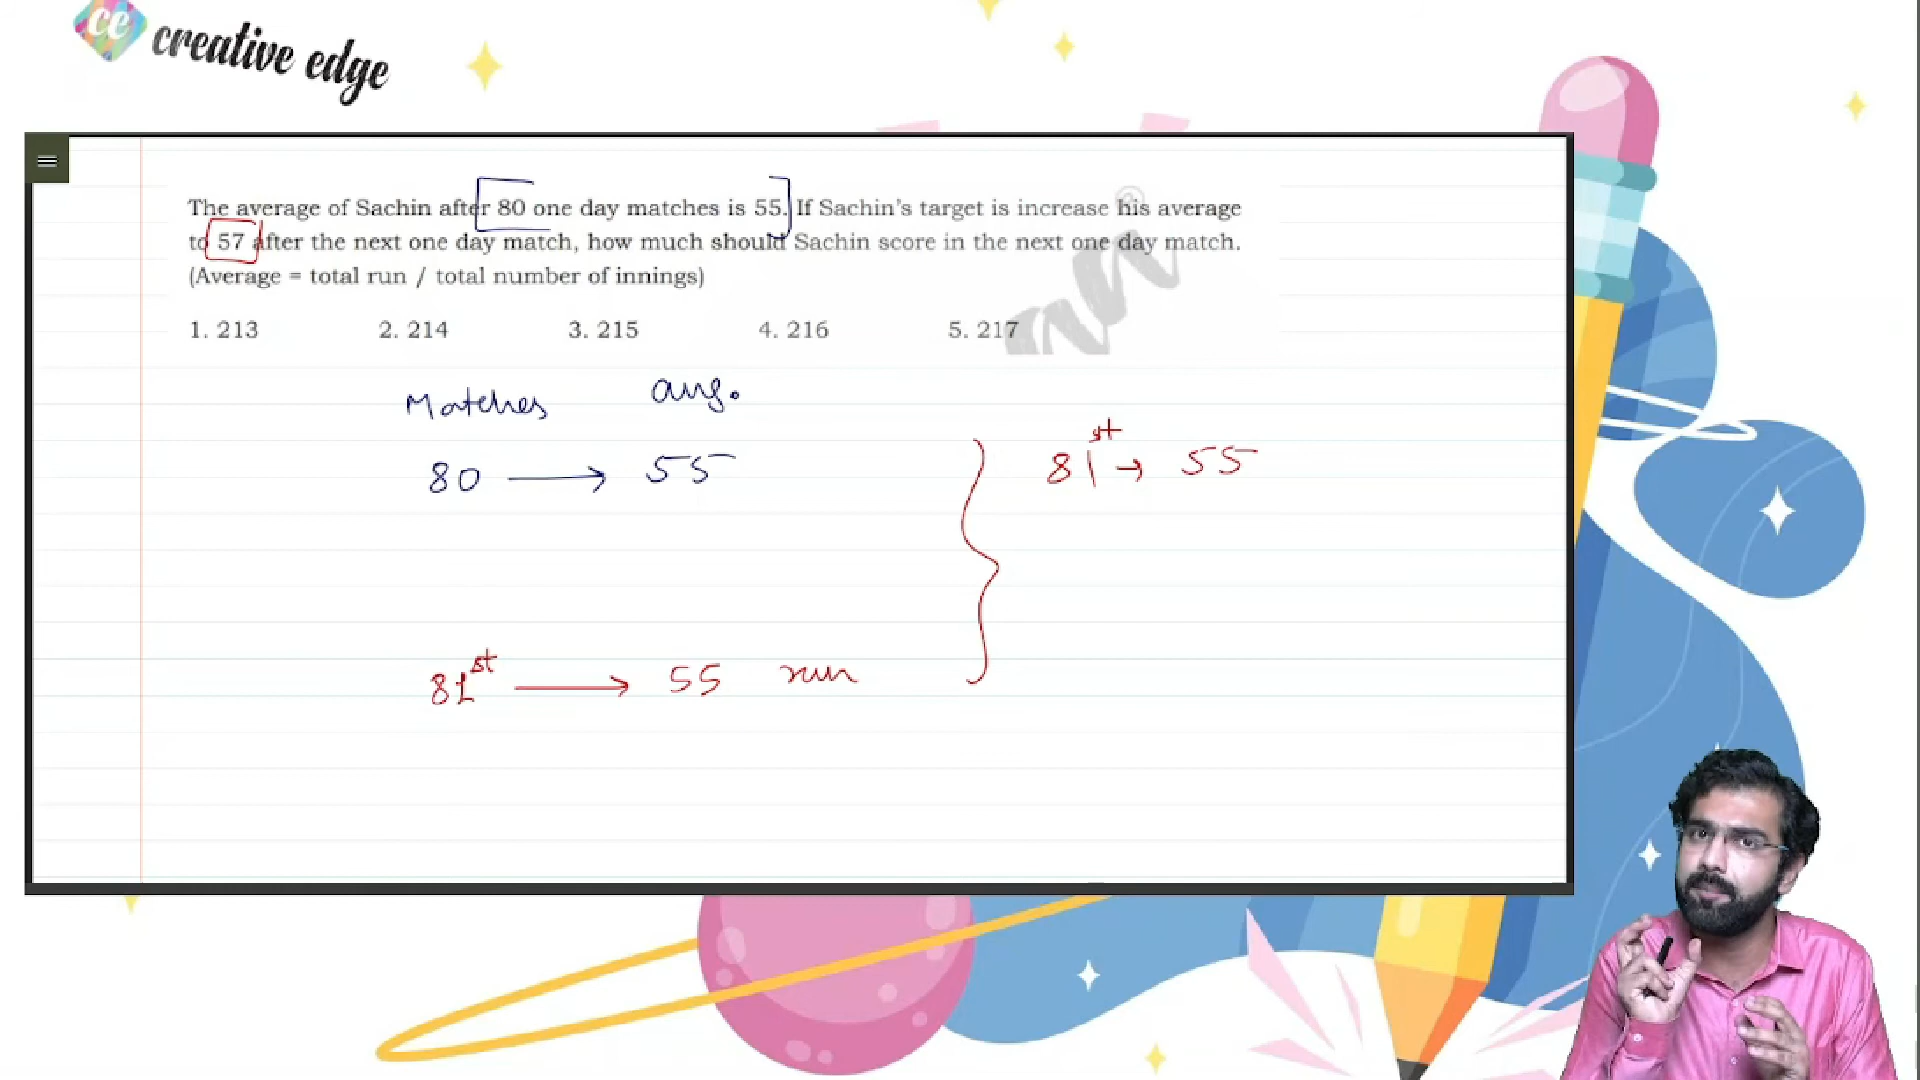 ce creative edge
The average of Sachin after 80 one day matches is 55. If Sachin's target is increase his average
to 57 after the next one day match, how much should Sachin score in the next one day match.
(Average = total run / total number of innings)
1. 213 2. 214 3. 215 4. 216 5. 217
Matches avg.
80 → 55
81st → 55
81st → 55 run